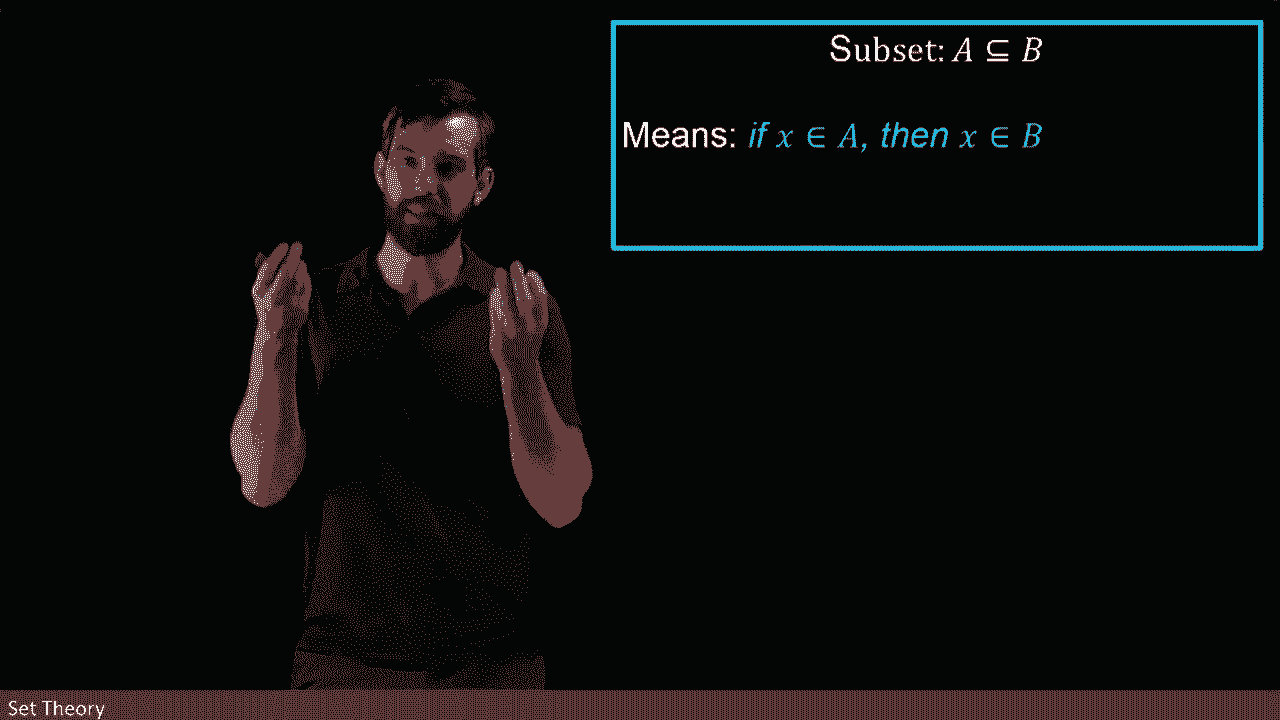 Subset: A ⊆ B
Means: if x ∈ A, then x ∈ B
Set Theory